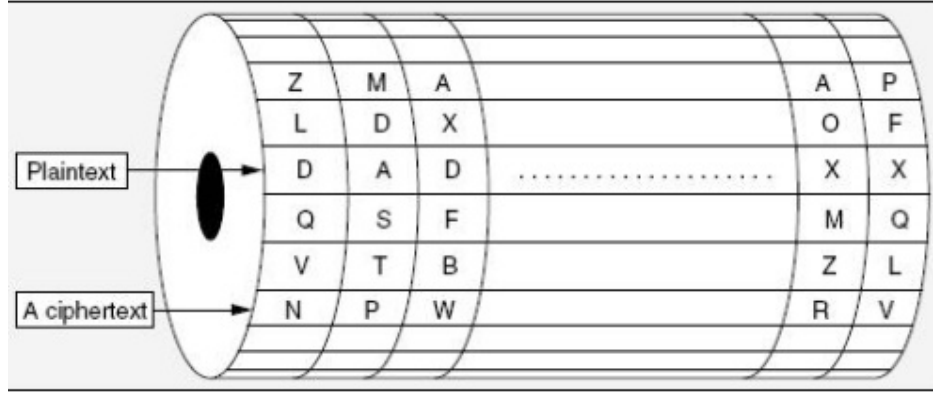 Z M A A P
L D X O F
Plaintext D A D ..................... X X
Q S F M Q
V T B Z L
A ciphertext N P W R V